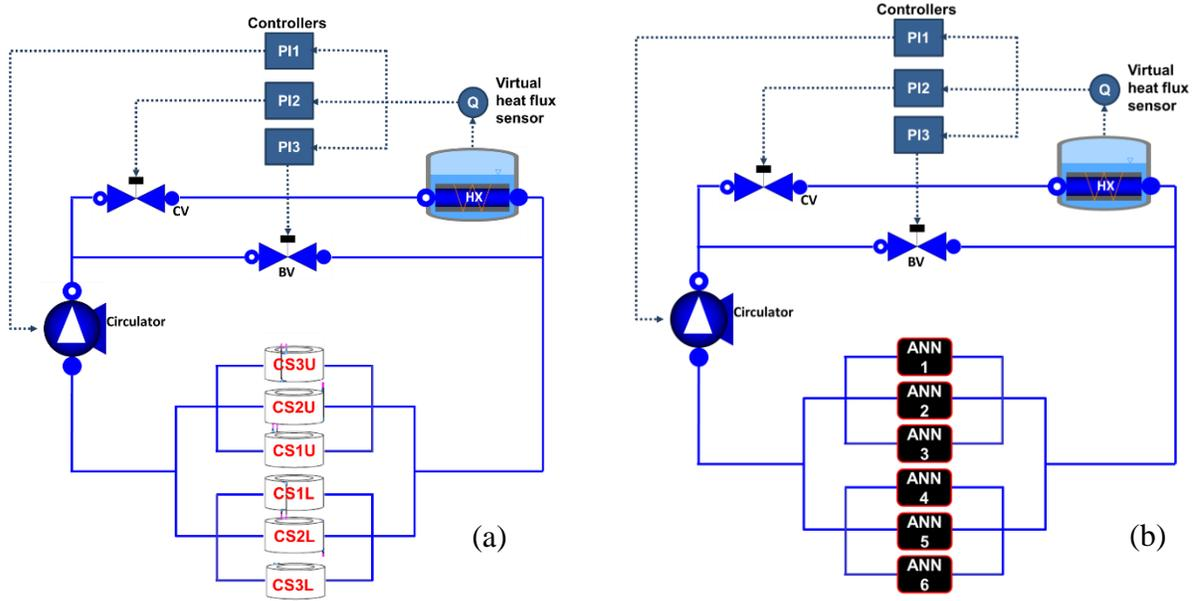 Controllers
PI1
PI2
PI3
Q
Virtual
heat flux
sensor
HX
CV
BV
Circulator
CS3U
CS2U
CS1U
CS1L
CS2L
CS3L
(a)
Controllers
PI1
PI2
PI3
Q
Virtual
heat flux
sensor
HX
CV
BV
Circulator
ANN
1
ANN
2
ANN
3
ANN
4
ANN
5
ANN
6
(b)